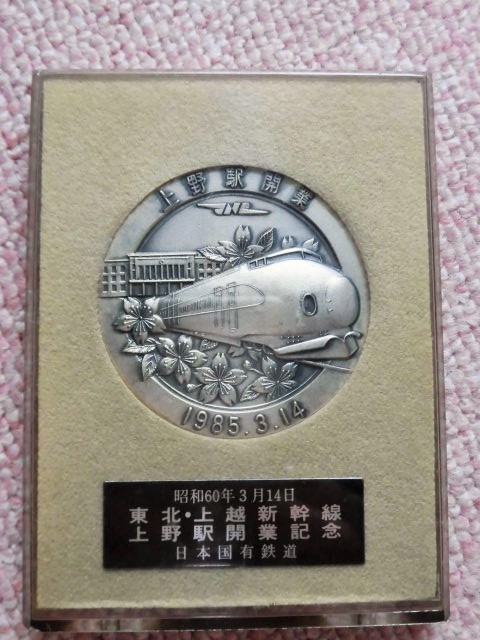 上野駅開業
JNR
1985.3.14
昭和60年3月14日
東北・上越新幹線
上野駅開業記念
日本国有鉄道